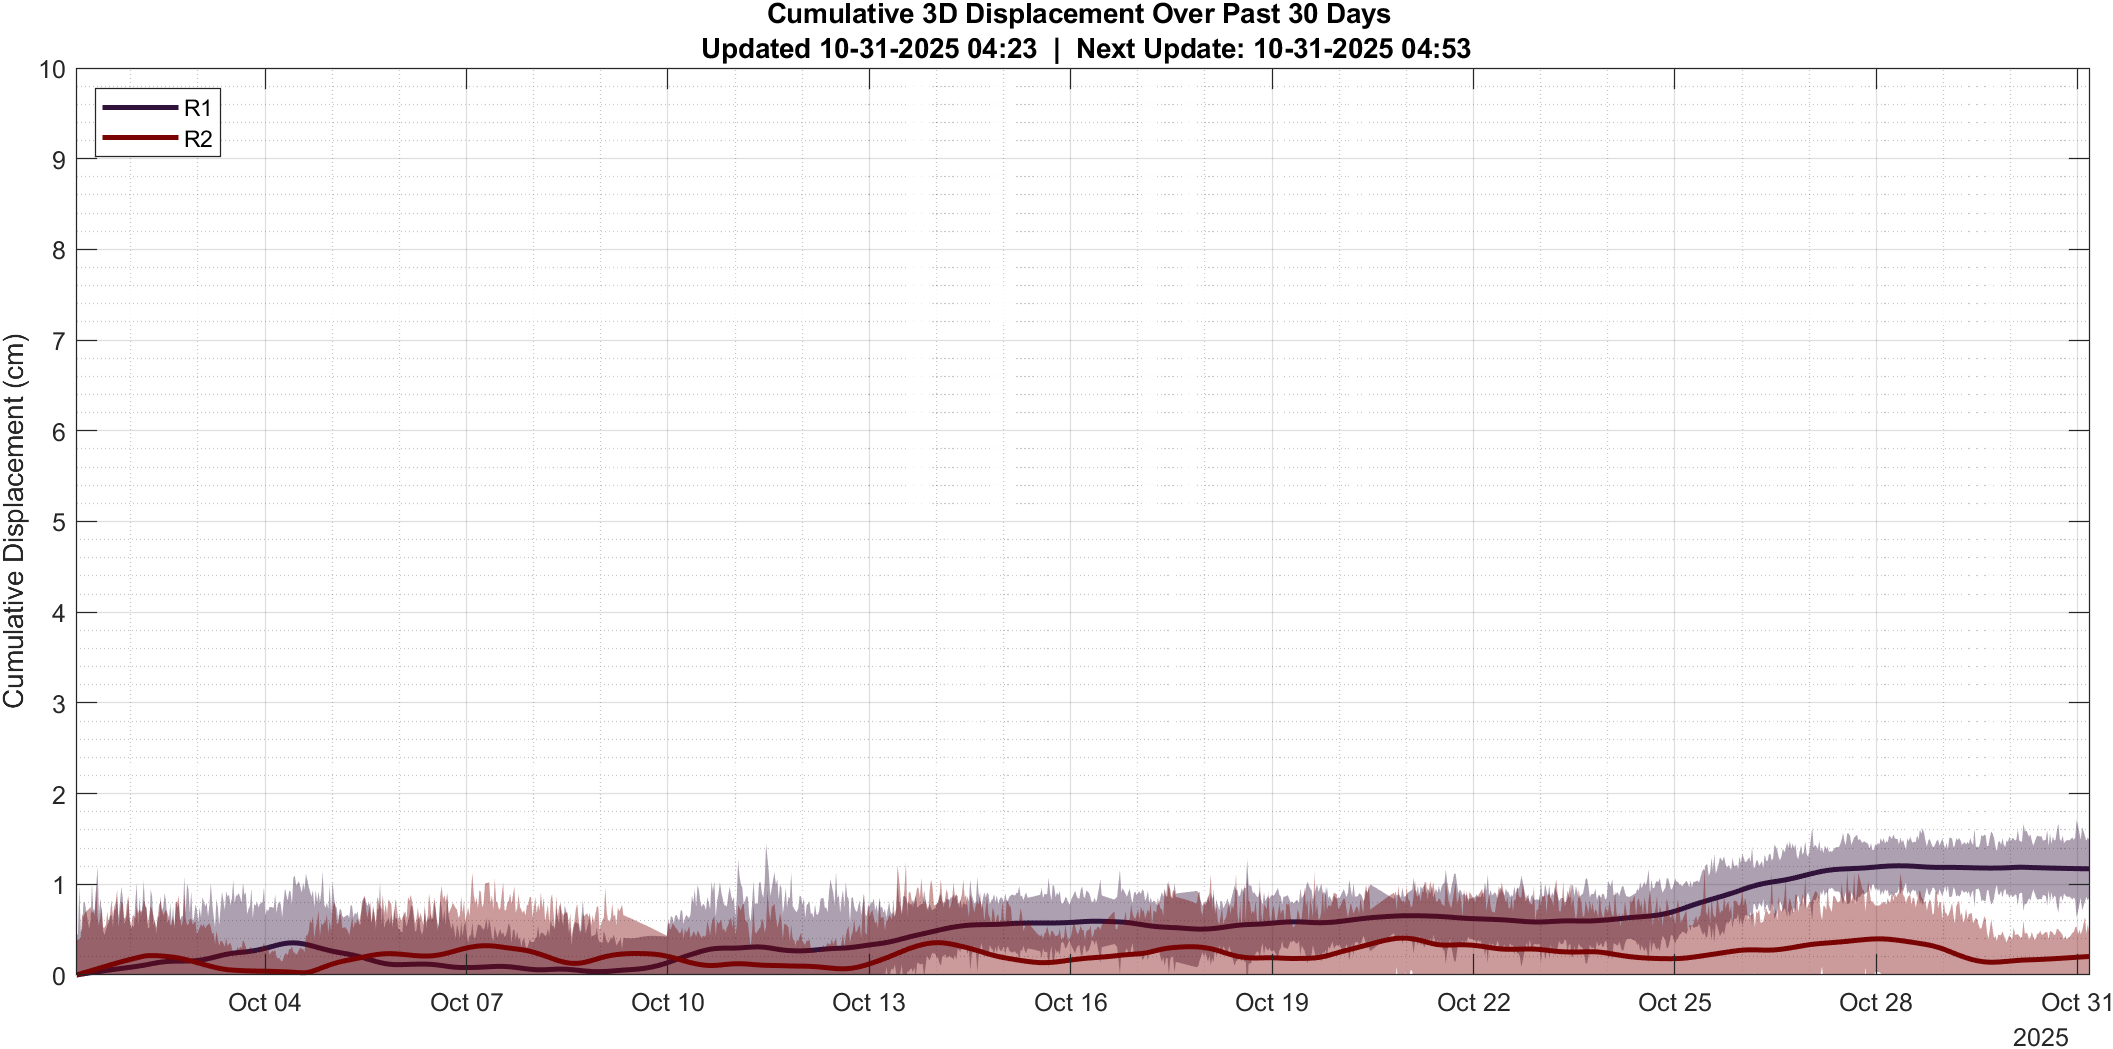 Cumulative 3D Displacement Over Past 30 Days
Updated 10-31-2025 04:23 | Next Update: 10-31-2025 04:53
R1
R2
Cumulative Displacement (cm)
10
9
8
7
6
5
4
3
2
1
0
Oct 04 Oct 07 Oct 10 Oct 13 Oct 16 Oct 19 Oct 22 Oct 25 Oct 28 Oct 31
2025